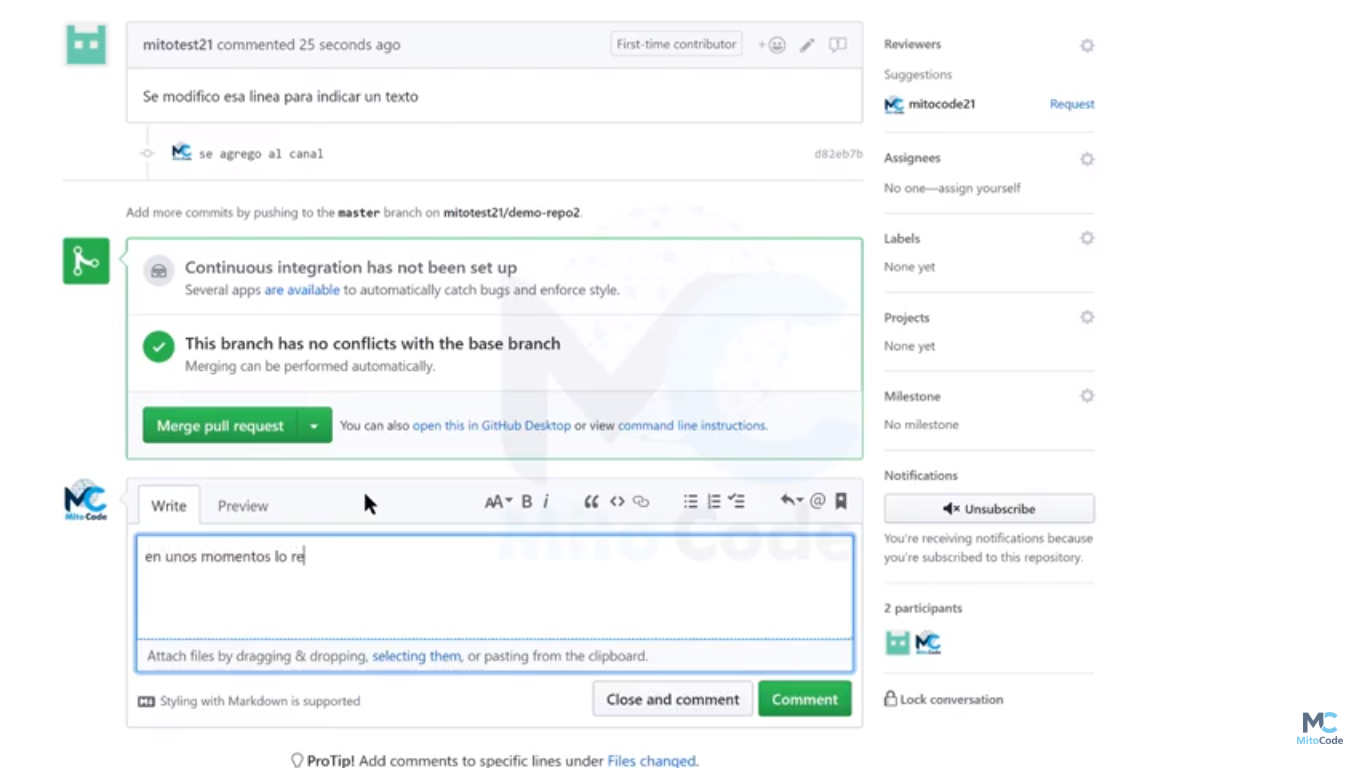 mitotest21 commented 25 seconds ago
First-time contributor
Se modifico esa linea para indicar un texto
se agrego al canal
d82eb7b
Add more commits by pushing to the master branch on mitotest21/demo-repo2.
Continuous integration has not been set up
Several apps are available to automatically catch bugs and enforce style.
This branch has no conflicts with the base branch
Merging can be performed automatically.
Merge pull request
You can also open this in GitHub Desktop or view command line instructions.
MC
MitoCode
Write
Preview
AA B i
en unos momentos lo re
Attach files by dragging & dropping, selecting them, or pasting from the clipboard.
Styling with Markdown is supported
Close and comment
Comment
ProTip! Add comments to specific lines under Files changed.
Reviewers
Suggestions
mitocode21
Request
Assignees
No one—assign yourself
Labels
None yet
Projects
None yet
Milestone
No milestone
Notifications
Unsubscribe
You're receiving notifications because
you're subscribed to this repository.
2 participants
Lock conversation
MC
MitoCode
MC
Mito Code